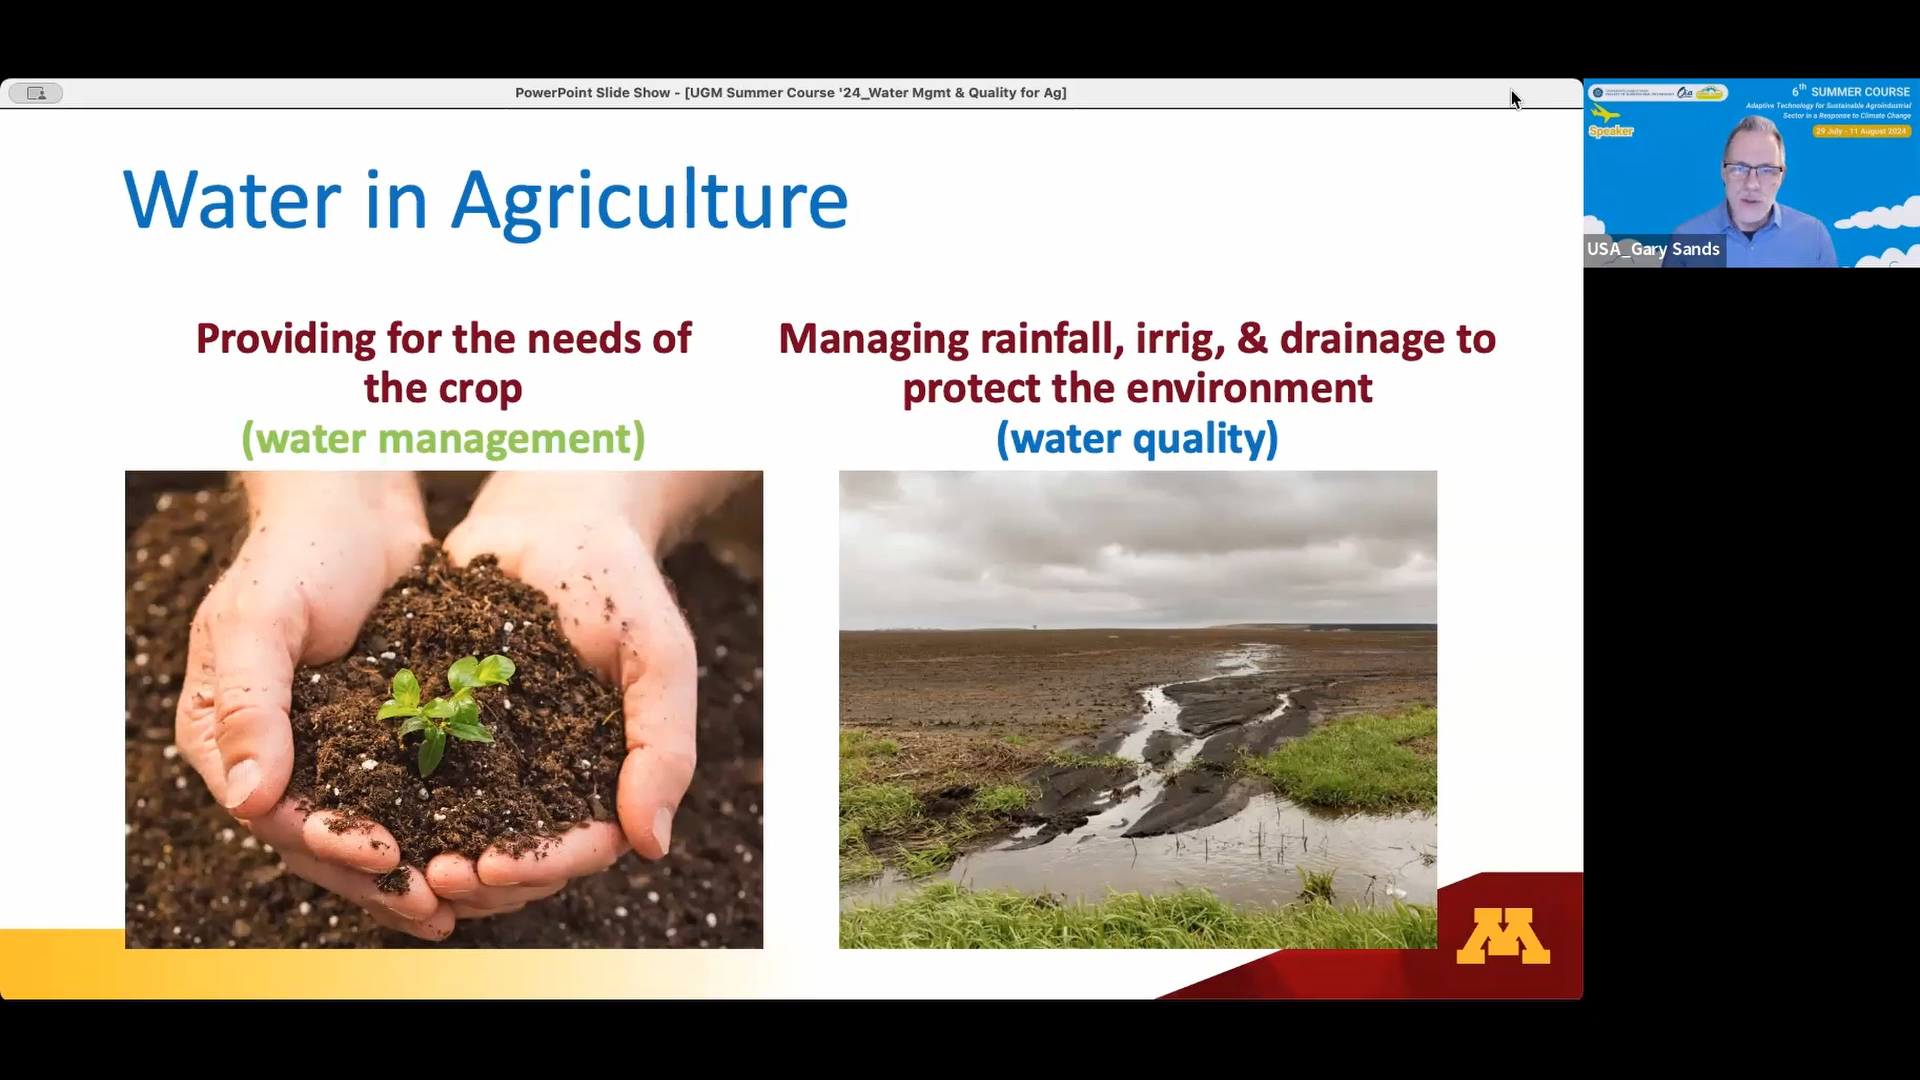 PowerPoint Slide Show - [UGM Summer Course '24_Water Mgmt & Quality for Ag]
Water in Agriculture
Providing for the needs of
the crop
(water management)
Managing rainfall, irrig, & drainage to
protect the environment
(water quality)
M
6th SUMMER COURSE
Adaptive Technology for Sustainable Agroindustrial
Sector in a Response to Climate Change
29 July - 11 August 2024
Speaker
USA_Gary Sands